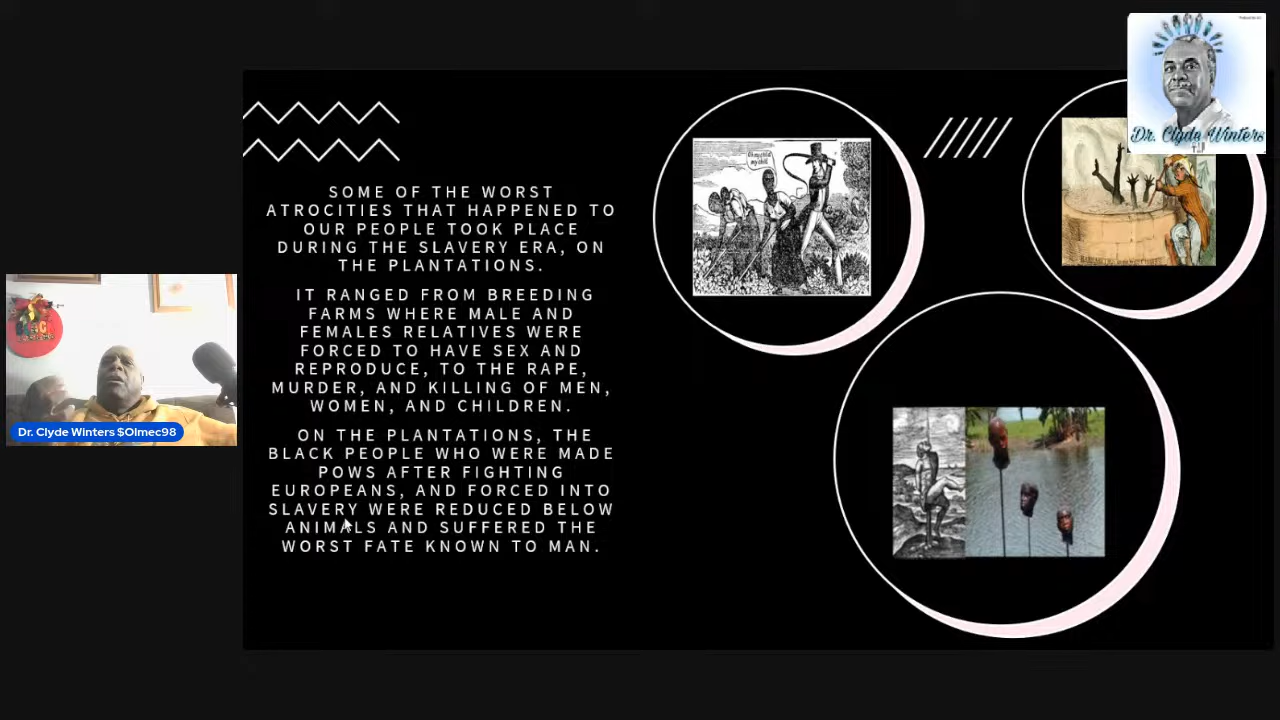 Dr. Clyde Winters
SOME OF THE WORST
ATROCITIES THAT HAPPENED TO
OUR PEOPLE TOOK PLACE
DURING THE SLAVERY ERA, ON
THE PLANTATIONS.
IT RANGED FROM BREEDING
FARMS WHERE MALE AND
FEMALES RELATIVES WERE
FORCED TO HAVE SEX AND
REPRODUCE, TO THE RAPE,
MURDER, AND KILLING OF MEN,
WOMEN, AND CHILDREN.
ON THE PLANTATIONS, THE
BLACK PEOPLE WHO WERE MADE
POWS AFTER FIGHTING
EUROPEANS, AND FORCED INTO
SLAVERY WERE REDUCED BELOW
ANIMALS AND SUFFERED THE
WORST FATE KNOWN TO MAN.
Dr. Clyde Winters $Olmec98